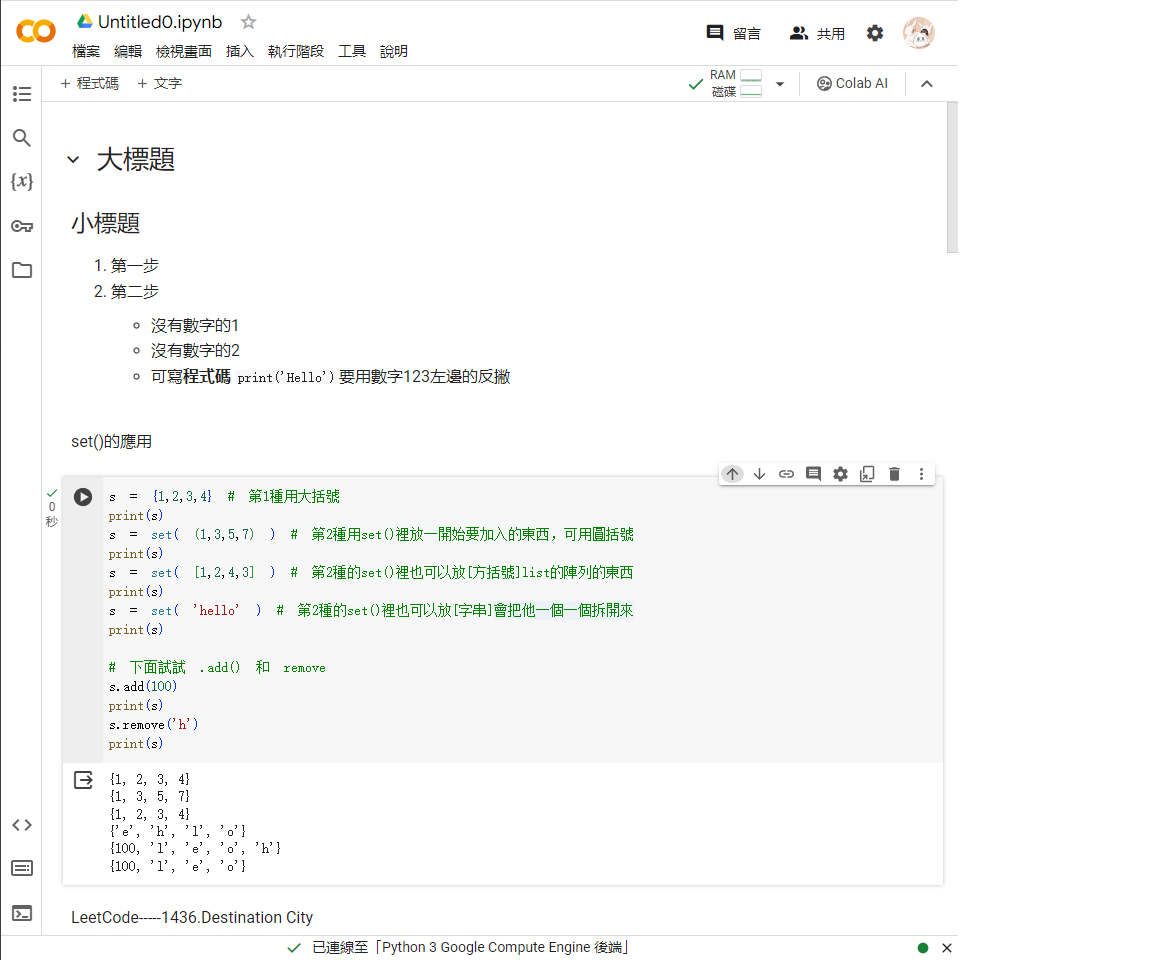 Untitled0.ipynb
檔案 編輯 檢視畫面 插入 執行階段 工具 說明
留言 共用
+ 程式碼 + 文字
RAM
磁碟
Colab AI
大標題
小標題
1. 第一步
2. 第二步
沒有數字的1
沒有數字的2
可寫程式碼 print('Hello') 要用數字123左邊的反撇
set()的應用
0
秒
s = {1,2,3,4} # 第1種用大括號
print(s)
s = set( (1,3,5,7) ) # 第2種用set()裡放一開始要加入的東西，可用圓括號
print(s)
s = set( [1,2,4,3] ) # 第2種的set()裡也可以放[方括號]list的陣列的東西
print(s)
s = set( 'hello' ) # 第2種的set()裡也可以放[字串]會把他一個一個拆開來
print(s)
# 下面試試 .add() 和 remove
s.add(100)
print(s)
s.remove('h')
print(s)
{1, 2, 3, 4}
{1, 3, 5, 7}
{1, 2, 3, 4}
{'e', 'h', 'l', 'o'}
{100, 'l', 'e', 'o', 'h'}
{100, 'l', 'e', 'o'}
LeetCode-----1436.Destination City
已連線至「Python 3 Google Compute Engine 後端」